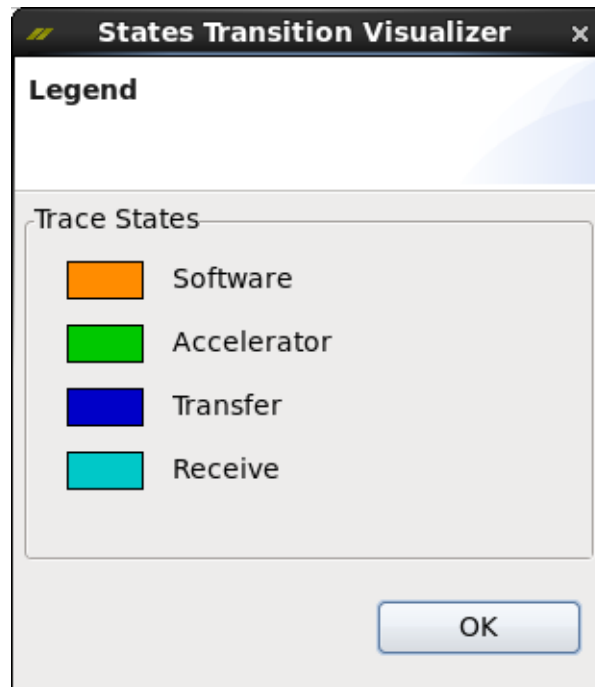 States Transition Visualizer
Legend
Trace States
Software
Accelerator
Transfer
Receive
OK